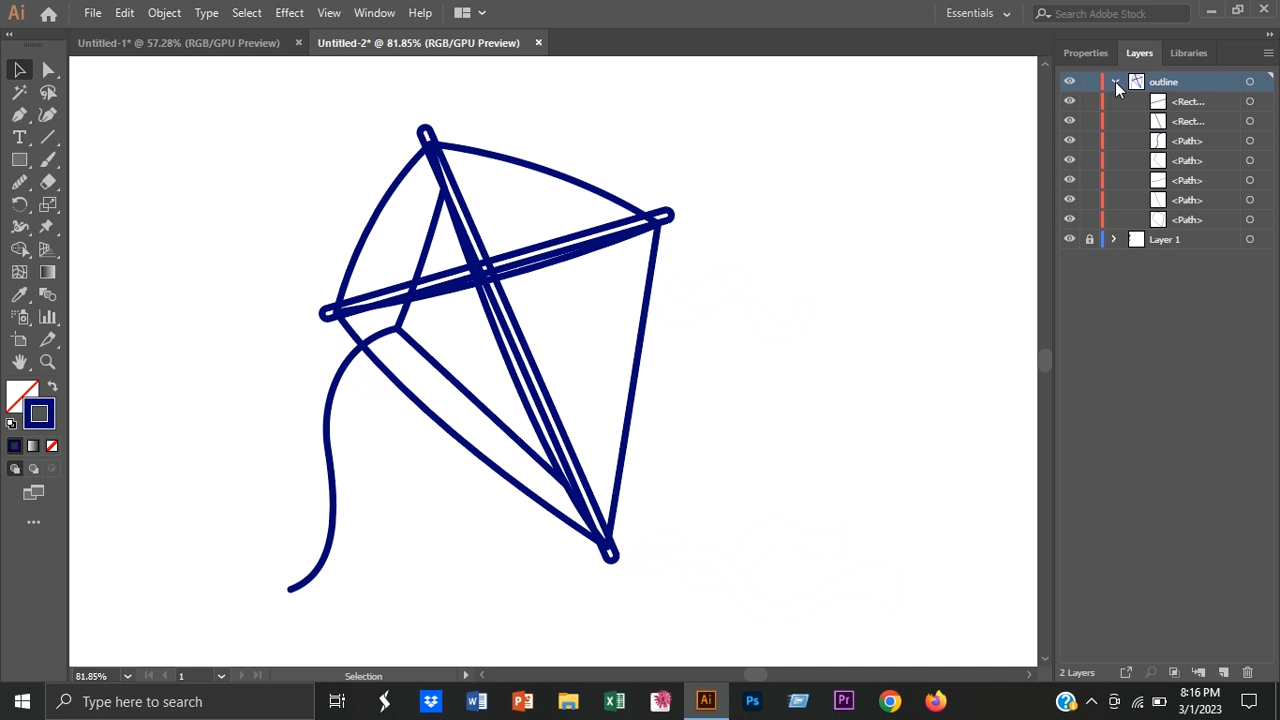 Ai File Edit Object Type Select Effect View Window Help Essentials Search Adobe Stock
Untitled-1* @ 57.28% (RGB/GPU Preview) × Untitled-2* @ 81.85% (RGB/GPU Preview) ×
Properties Layers Libraries
outline
<Rect...
<Rect...
<Path>
<Path>
<Path>
<Path>
<Path>
Layer 1
81.85% 1 Selection 2 Layers
Type here to search
Ai Ps Pr
8:16 PM
3/1/2023